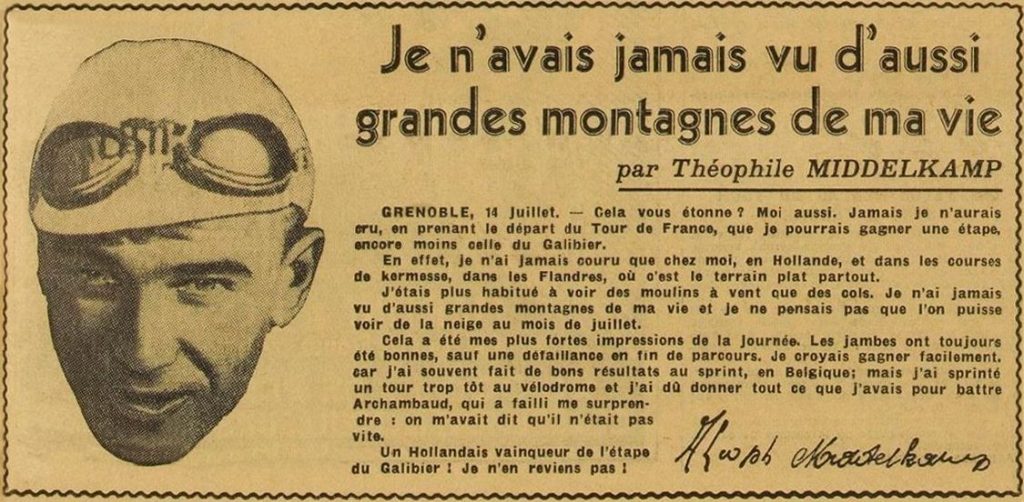 Je n'avais jamais vu d'aussi
grandes montagnes de ma vie
par Théophile MIDDELKAMP
GRENOBLE, 14 Juillet. — Cela vous étonne ? Moi aussi. Jamais je n'aurais
cru, en prenant le départ du Tour de France, que je pourrais gagner une étape,
encore moins celle du Galibier.
En effet, je n'ai jamais couru que chez moi, en Hollande, et dans les courses
de kermesse, dans les Flandres, où c'est le terrain plat partout.
J'étais plus habitué à voir des moulins à vent que des cols. Je n'ai jamais
vu d'aussi grandes montagnes de ma vie et je ne pensais pas que l'on puisse
voir de la neige au mois de juillet.
Cela a été mes plus fortes impressions de la journée. Les jambes ont toujours
été bonnes, sauf une défaillance en fin de parcours. Je croyais gagner facilement,
car j'ai souvent fait de bons résultats au sprint, en Belgique; mais j'ai sprinté
un tour trop tôt au vélodrome et j'ai dû donner tout ce que j'avais pour battre
Archambaud, qui a failli me surpren-
dre : on m'avait dit qu'il n'était pas
vite.
Un Hollandais vainqueur de l'étape
du Galibier ! Je n'en reviens pas !